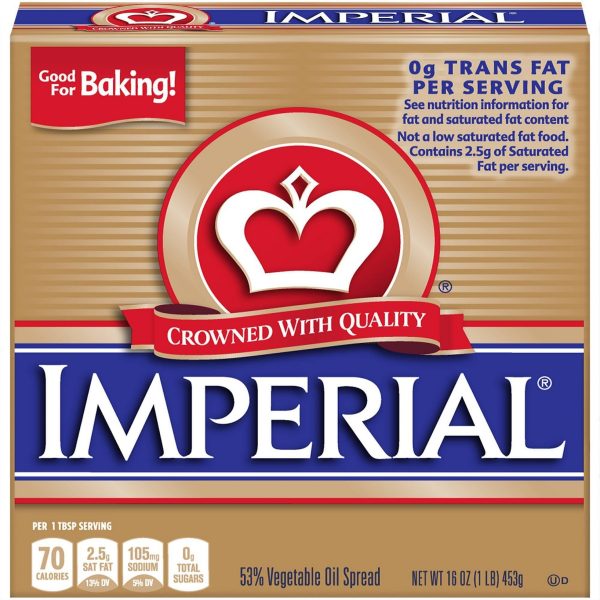 CROWNED WITH QUALITY
IMPERIAL®
Good
For Baking!
0g TRANS FAT
PER SERVING
See nutrition information for
fat and saturated fat content
Not a low saturated fat food.
Contains 2.5g of Saturated
Fat per serving.
®
CROWNED WITH QUALITY
IMPERIAL®
PER 1 TBSP SERVING
70
CALORIES
2.5g
SAT FAT
13% DV
105mg
SODIUM
5% DV
0g
TOTAL
SUGARS
53% Vegetable Oil Spread
NET WT 16 OZ (1 LB) 453g
U D